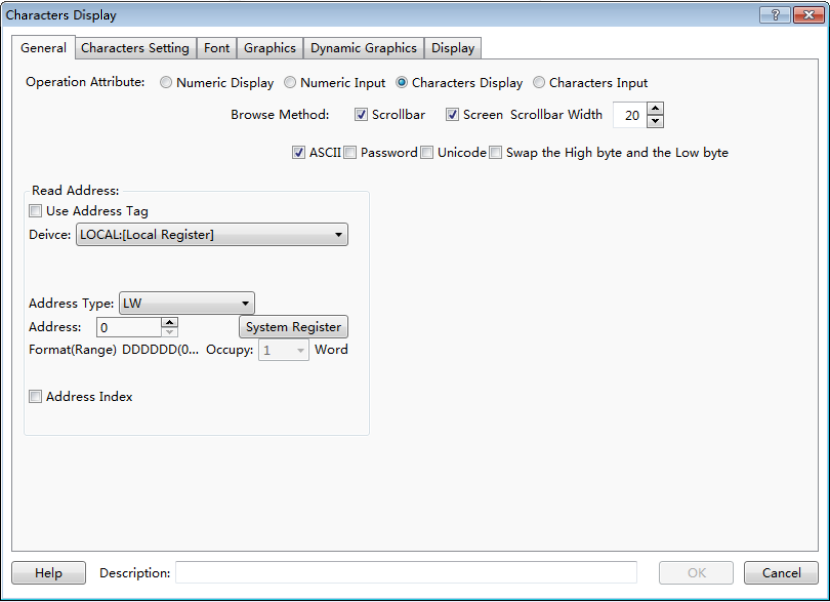 Characters Display
General Characters Setting Font Graphics Dynamic Graphics Display
Operation Attribute: Numeric Display Numeric Input Characters Display Characters Input
Browse Method: Scrollbar Screen Scrollbar Width 20
ASCII Password Unicode Swap the High byte and the Low byte
Read Address:
Use Address Tag
Deivce: LOCAL:[Local Register]
Address Type: LW
Address: 0 System Register
Format(Range) DDDDDD(0... Occupy: 1 Word
Address Index
Help Description: OK Cancel